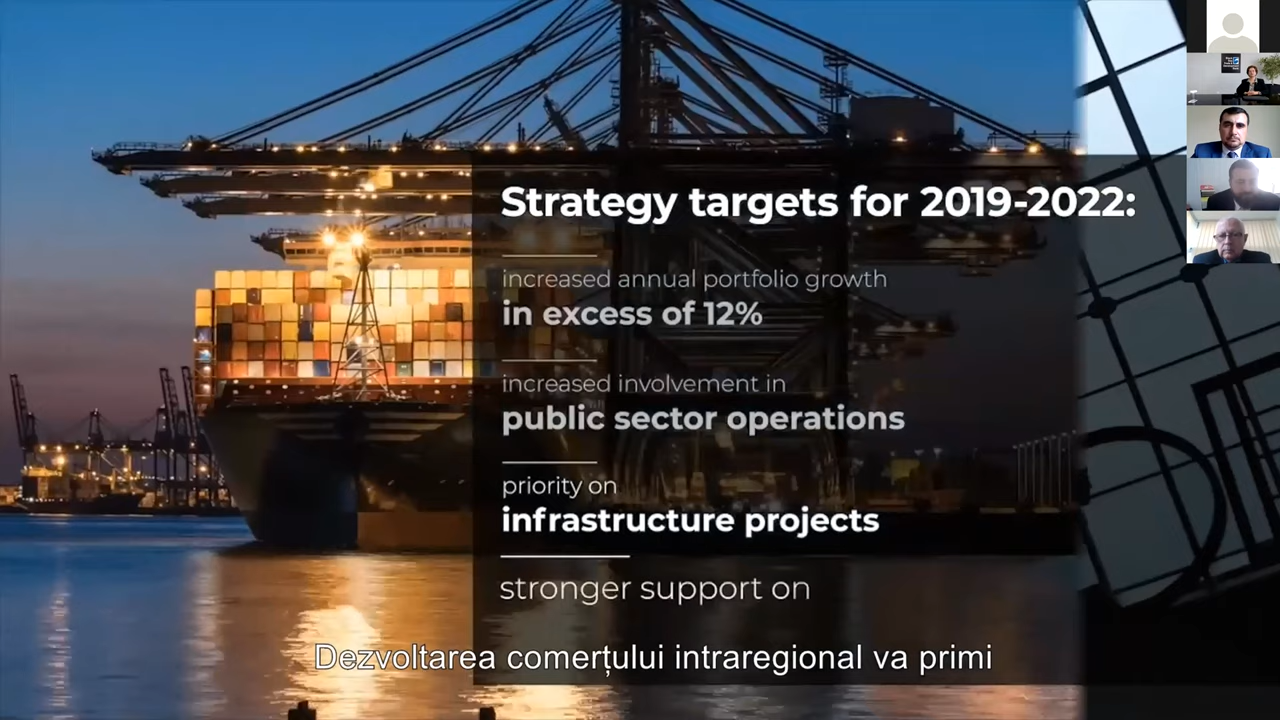 Strategy targets for 2019-2022:
increased annual portfolio growth
in excess of 12%
increased involvement in
public sector operations
priority on
infrastructure projects
stronger support on
Dezvoltarea comerțului intraregional va primi